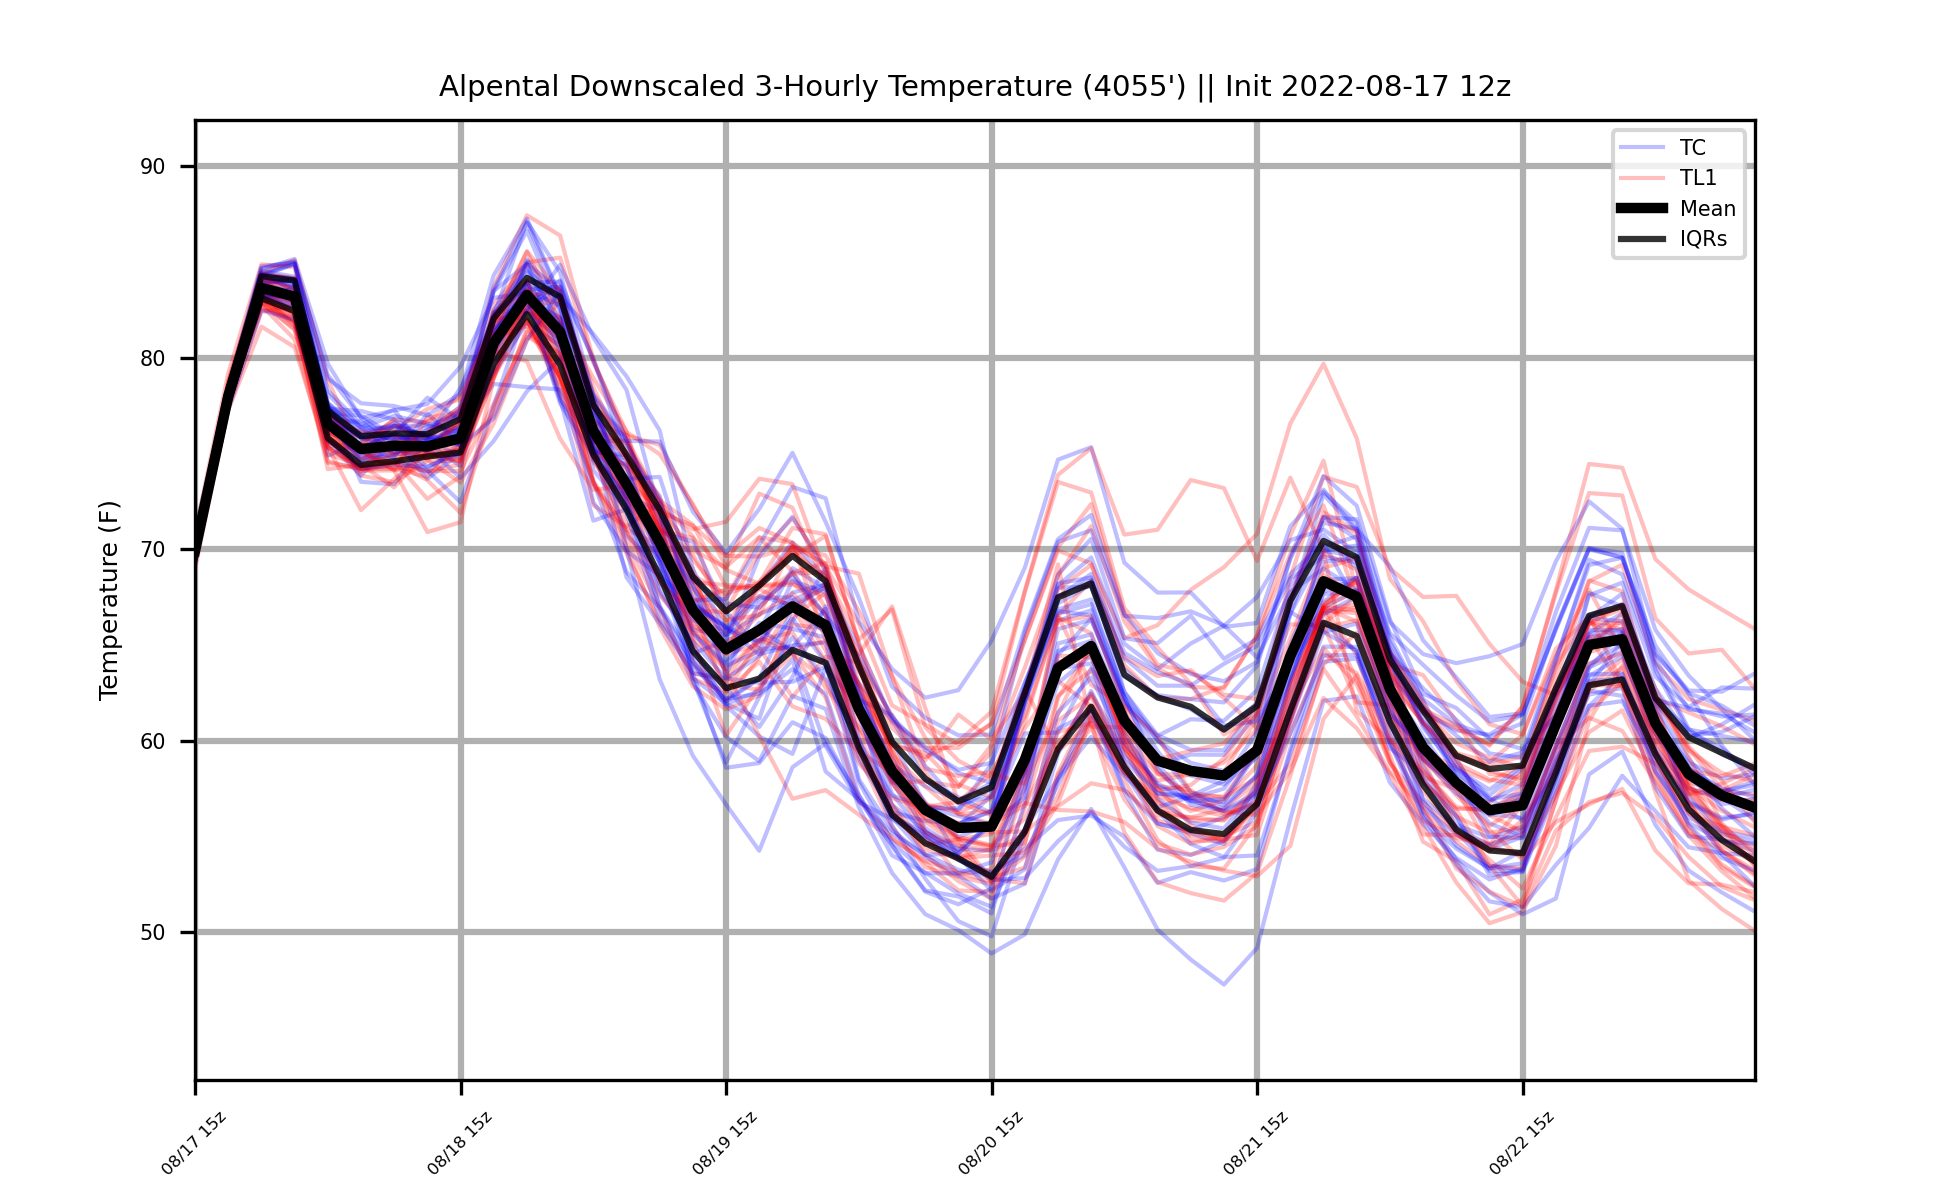 Alpental Downscaled 3-Hourly Temperature (4055') || Init 2022-08-17 12z
TC
TL1
Mean
IQRs
Temperature (F)
90
80
70
60
50
08/17 15z
08/18 15z
08/19 15z
08/20 15z
08/21 15z
08/22 15z